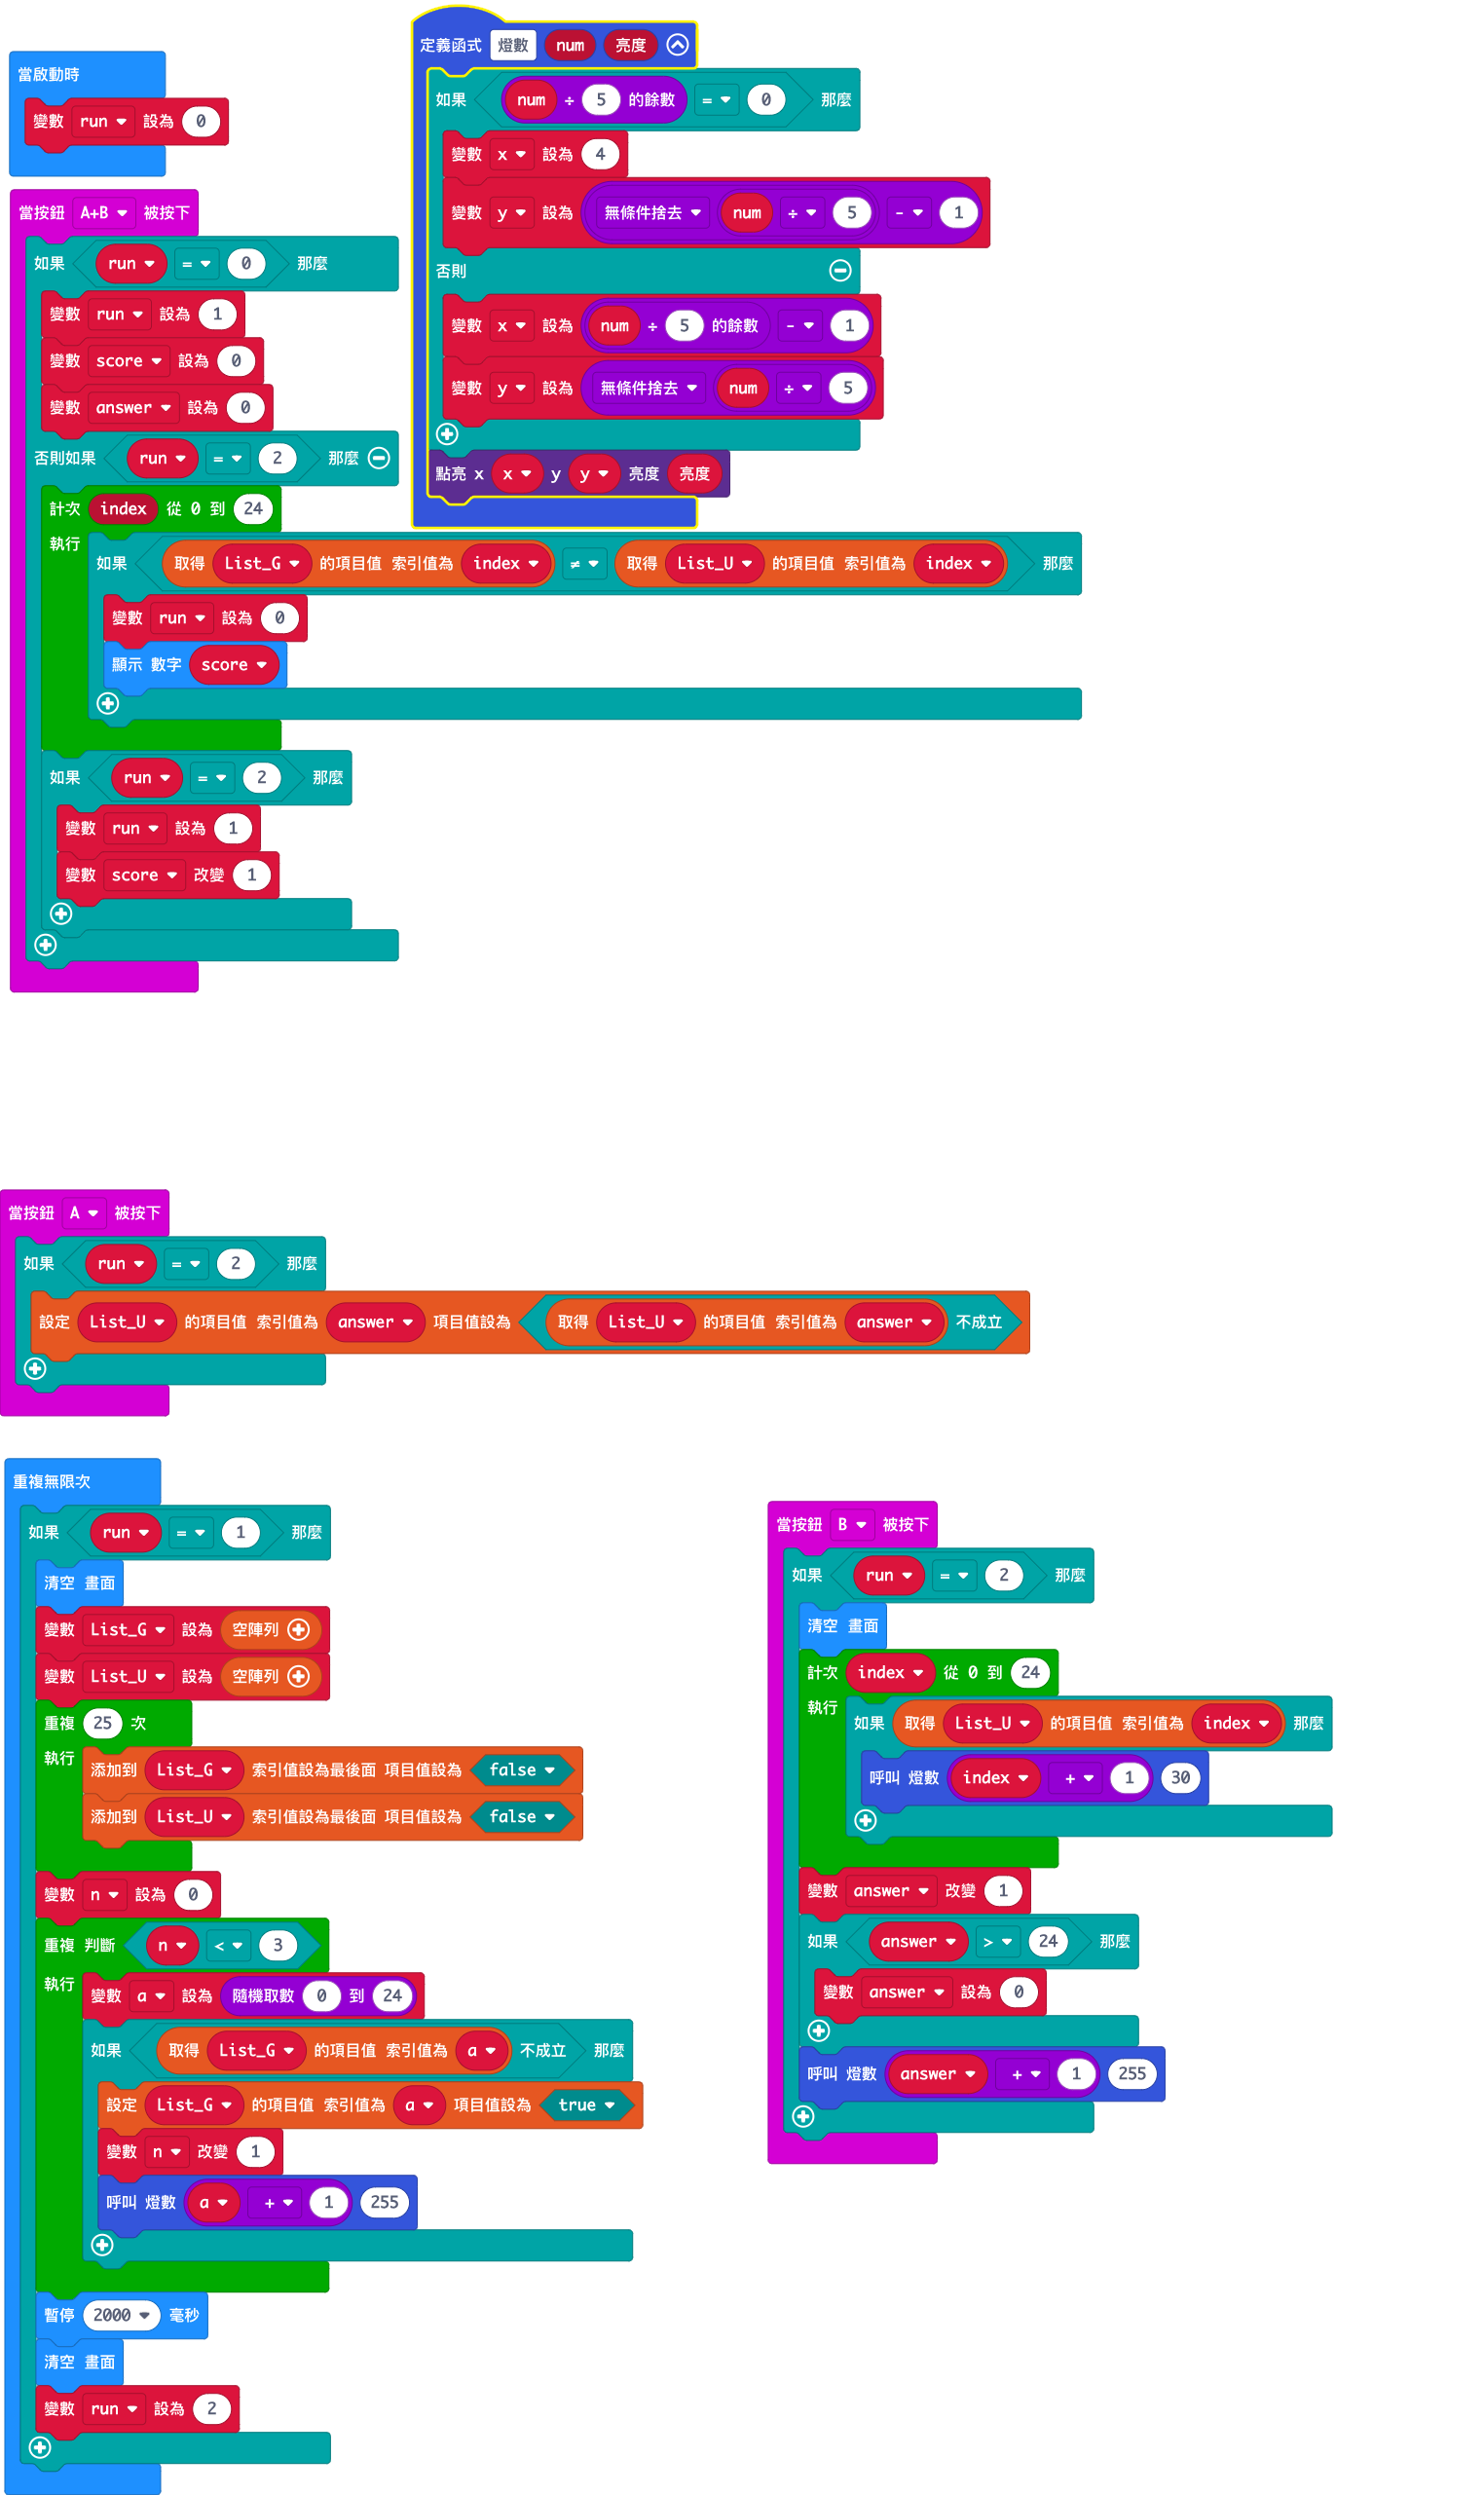 當啟動時
變數 run 設為 0
當按鈕 A+B 被按下
如果 run = 0 那麼
變數 run 設為 1
變數 score 設為 0
變數 answer 設為 0
否則如果 run = 2 那麼
計次 index 從 0 到 24
執行 如果 取得 List_G 的項目值 索引值為 index ≠ 取得 List_U 的項目值 索引值為 index 那麼
變數 run 設為 0
顯示 數字 score
如果 run = 2 那麼
變數 run 設為 1
變數 score 改變 1
定義函式 燈數 num 亮度
如果 num ÷ 5 的餘數 = 0 那麼
變數 x 設為 4
變數 y 設為 無條件捨去 num ÷ 5 - 1
否則
變數 x 設為 num ÷ 5 的餘數 - 1
變數 y 設為 無條件捨去 num ÷ 5
點亮 x x y y 亮度 亮度
當按鈕 A 被按下
如果 run = 2 那麼
設定 List_U 的項目值 索引值為 answer 項目值設為 取得 List_U 的項目值 索引值為 answer 不成立
重複無限次
如果 run = 1 那麼
清空 畫面
變數 List_G 設為 空陣列
變數 List_U 設為 空陣列
重複 25 次
執行 添加到 List_G 索引值設為最後面 項目值設為 false
添加到 List_U 索引值設為最後面 項目值設為 false
變數 n 設為 0
重複 判斷 n < 3
執行 變數 a 設為 隨機取數 0 到 24
如果 取得 List_G 的項目值 索引值為 a 不成立 那麼
設定 List_G 的項目值 索引值為 a 項目值設為 true
變數 n 改變 1
呼叫 燈數 a + 1 255
暫停 2000 毫秒
清空 畫面
變數 run 設為 2
當按鈕 B 被按下
如果 run = 2 那麼
清空 畫面
計次 index 從 0 到 24
執行 如果 取得 List_U 的項目值 索引值為 index 那麼
呼叫 燈數 index + 1 30
變數 answer 改變 1
如果 answer > 24 那麼
變數 answer 設為 0
呼叫 燈數 answer + 1 255